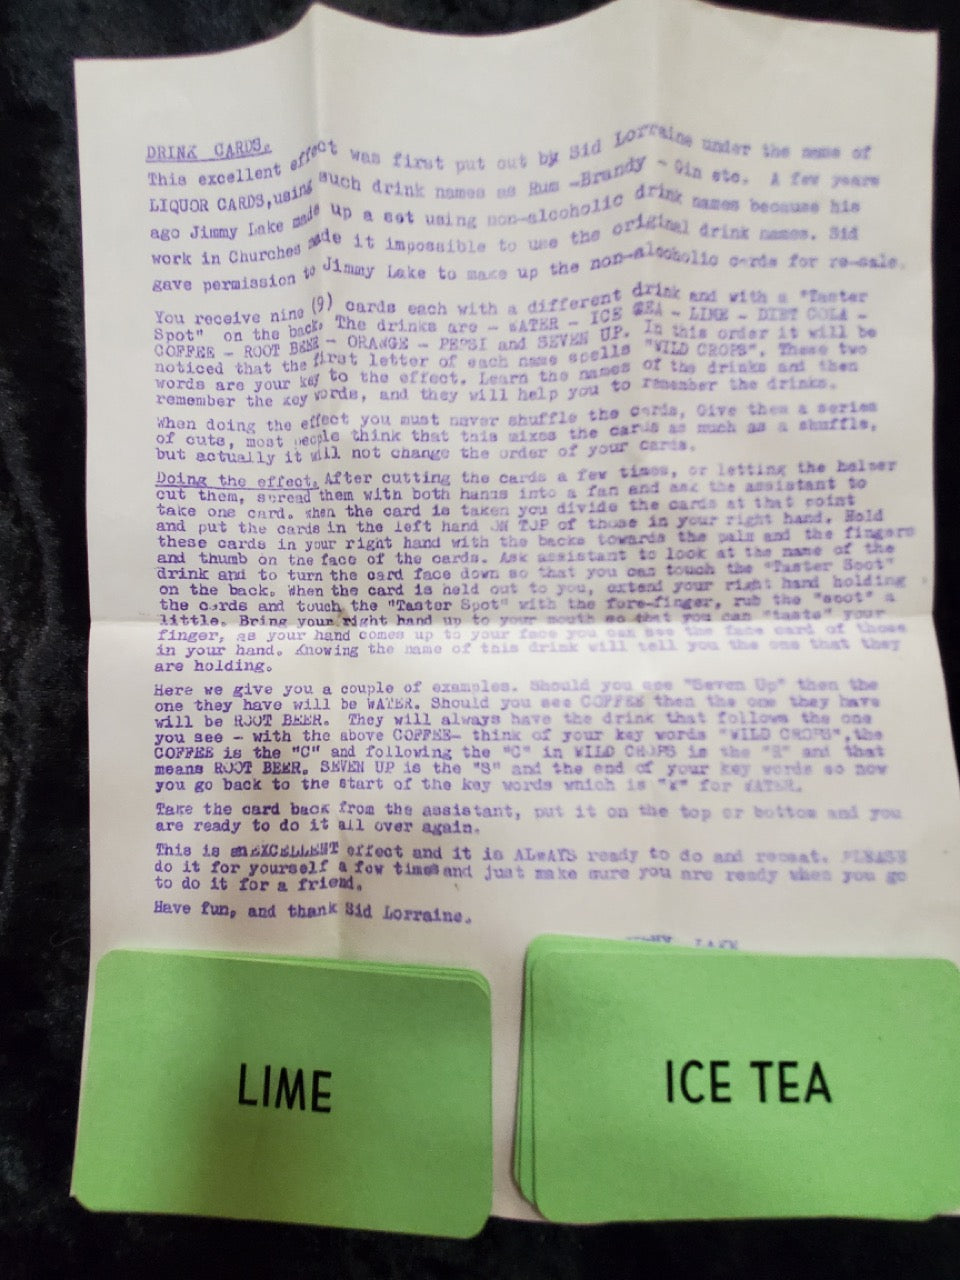 DRINK CARDS.
This excellent effect was first put out by Sid Lorraine under the name of
LIQUOR CARDS,using such drink names as Rum -Brandy - Gin etc. A few years
ago Jimmy Lake made up a set using non-alcoholic drink names because his
work in Churches made it impossible to use the original drink names. Sid
gave permission to Jimmy Lake to make up the non-alcoholic cards for re-sale.
You receive nine (9) cards each with a different drink and with a "Taster
Spot" on the back. The drinks are - WATER - ICE TEA - LIME - DIET COLA -
COFFEE - ROOT BEER - ORANGE - PEPSI and SEVEN UP. In this order it will be
noticed that the first letter of each name spells "WILD CROPS". These two
words are your key to the effect. Learn the names of the drinks and then
remember the key words, and they will help you to remember the drinks.
When doing the effect you must never shuffle the cards, Give them a series
of cuts, most people think that this mixes the cards as much as a shuffle,
but actually it will not change the order of your cards.
Doing the effect. After cutting the cards a few times, or letting the helper
cut them, spread them with both hands into a fan and ask the assistant to
take one card. When the card is taken you divide the cards at that point
and put the cards in the left hand ON TOP of those in your right hand. Hold
these cards in your right hand with the backs towards the palm and the fingers
and thumb on the face of the cards. Ask assistant to look at the name of the
drink and to turn the card face down so that you can touch the "Taster Spot"
on the back. When the card is held out to you, extend your right hand holding
the cards and touch the "Taster Spot" with the fore-finger, rub the "spot" a
little. Bring your right hand up to your mouth so that you can "taste" your
finger, as your hand comes up to your face you can see the face card of those
in your hand. Knowing the name of this drink will tell you the one that they
are holding.
Here we give you a couple of examples. Should you see "Seven Up" then the
one they have will be WATER. Should you see COFFEE then the one they have
will be ROOT BEER. They will always have the drink that follows the one
you see - with the above COFFEE- think of your key words "WILD CROPS",the
COFFEE is the "C" and following the "C" in WILD CROPS is the "R" and that
means ROOT BEER. SEVEN UP is the "S" and the end of your key words so now
you go back to the start of the key words which is "W" for WATER.
Take the card back from the assistant, put it on the top or bottom and you
are ready to do it all over again.
This is an EXCELLENT effect and it is ALWAYS ready to do and repeat. PLEASE
do it for yourself a few times and just make sure you are ready when you go
to do it for a friend.
Have fun, and thank Sid Lorraine.
LIME
ICE TEA